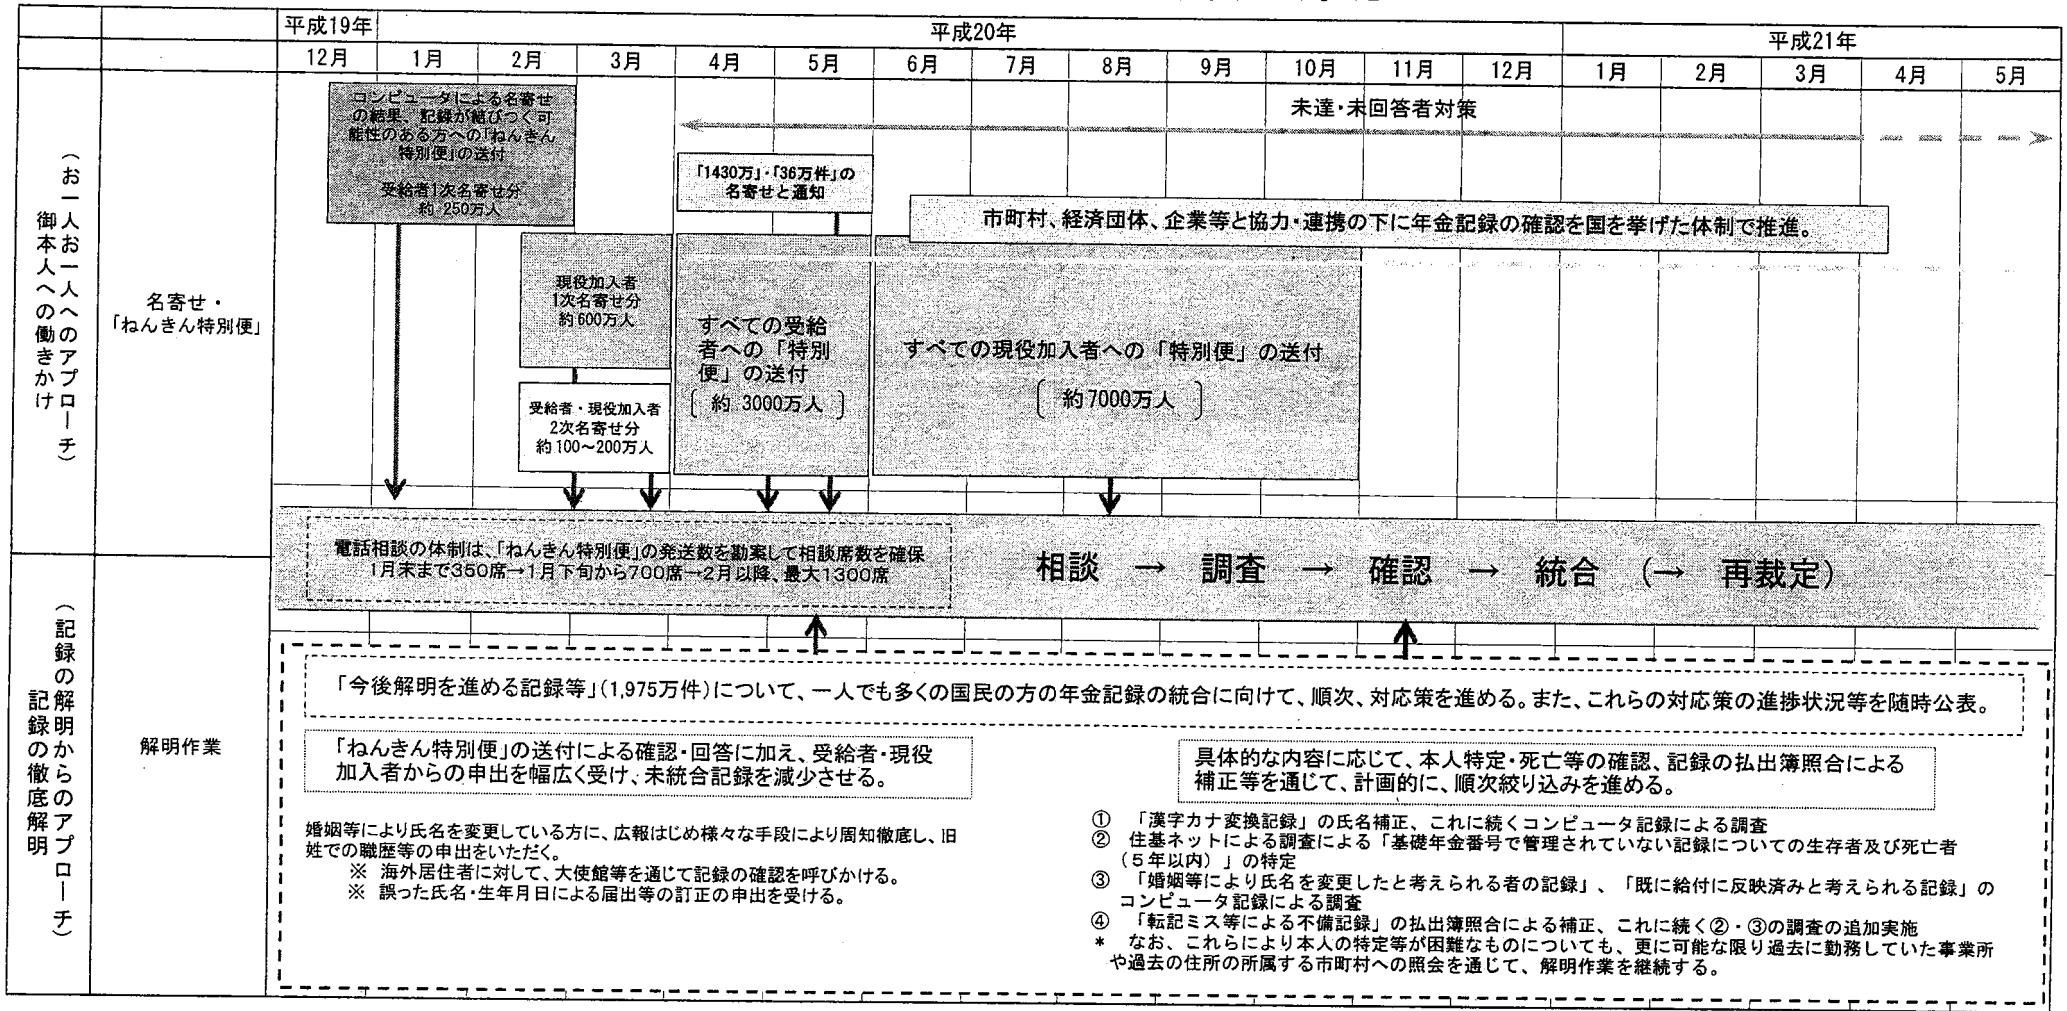 平成19年
平成20年
平成21年
12月
1月
2月
3月
4月
5月
6月
7月
8月
9月
10月
11月
12月
1月
2月
3月
4月
5月
御本人への働きかけ
（お一人お一人へのアプローチ）
名寄せ・
「ねんきん特別便」
コンピュータによる名寄せ
の結果、記録が結びつく可
能性のある方への「ねんきん
特別便」の送付
受給者1次名寄せ分
約 250万人
現役加入者
1次名寄せ分
約600万人
受給者・現役加入者
2次名寄せ分
約100～200万人
「1430万」・「36万件」の
名寄せと通知
すべての受給
者への「特別
便」の送付
約 3000万人
未達・未回答者対策
市町村、経済団体、企業等と協力・連携の下に年金記録の確認を国を挙げた体制で推進。
すべての現役加入者への「特別便」の送付
約7000万人
電話相談の体制は、「ねんきん特別便」の発送数を勘案して相談席数を確保
1月末まで350席→1月下旬から700席→2月以降、最大1300席
相談 → 調査 → 確認 → 統合 （→ 再裁定）
記録の徹底解明
（記録の解明からのアプローチ）
解明作業
「今後解明を進める記録等」(1,975万件)について、一人でも多くの国民の方の年金記録の統合に向けて、順次、対応策を進める。また、これらの対応策の進捗状況等を随時公表。
「ねんきん特別便」の送付による確認・回答に加え、受給者・現役
加入者からの申出を幅広く受け、未統合記録を減少させる。
婚姻等により氏名を変更している方に、広報はじめ様々な手段により周知徹底し、旧
姓での職歴等の申出をいただく。
※ 海外居住者に対して、大使館等を通じて記録の確認を呼びかける。
※ 誤った氏名・生年月日による届出等の訂正の申出を受ける。
具体的な内容に応じて、本人特定・死亡等の確認、記録の払出簿照合による
補正等を通じて、計画的に、順次絞り込みを進める。
① 「漢字カナ変換記録」の氏名補正、これに続くコンピュータ記録による調査
② 住基ネットによる調査による「基礎年金番号で管理されていない記録についての生存者及び死亡者
（5年以内）」の特定
③ 「婚姻等により氏名を変更したと考えられる者の記録」、「既に給付に反映済みと考えられる記録」の
コンピュータ記録による調査
④ 「転記ミス等による不備記録」の払出簿照合による補正、これに続く②・③の調査の追加実施
* なお、これらにより本人の特定等が困難なものについても、更に可能な限り過去に勤務していた事業所
や過去の住所の所属する市町村への照会を通じて、解明作業を継続する。